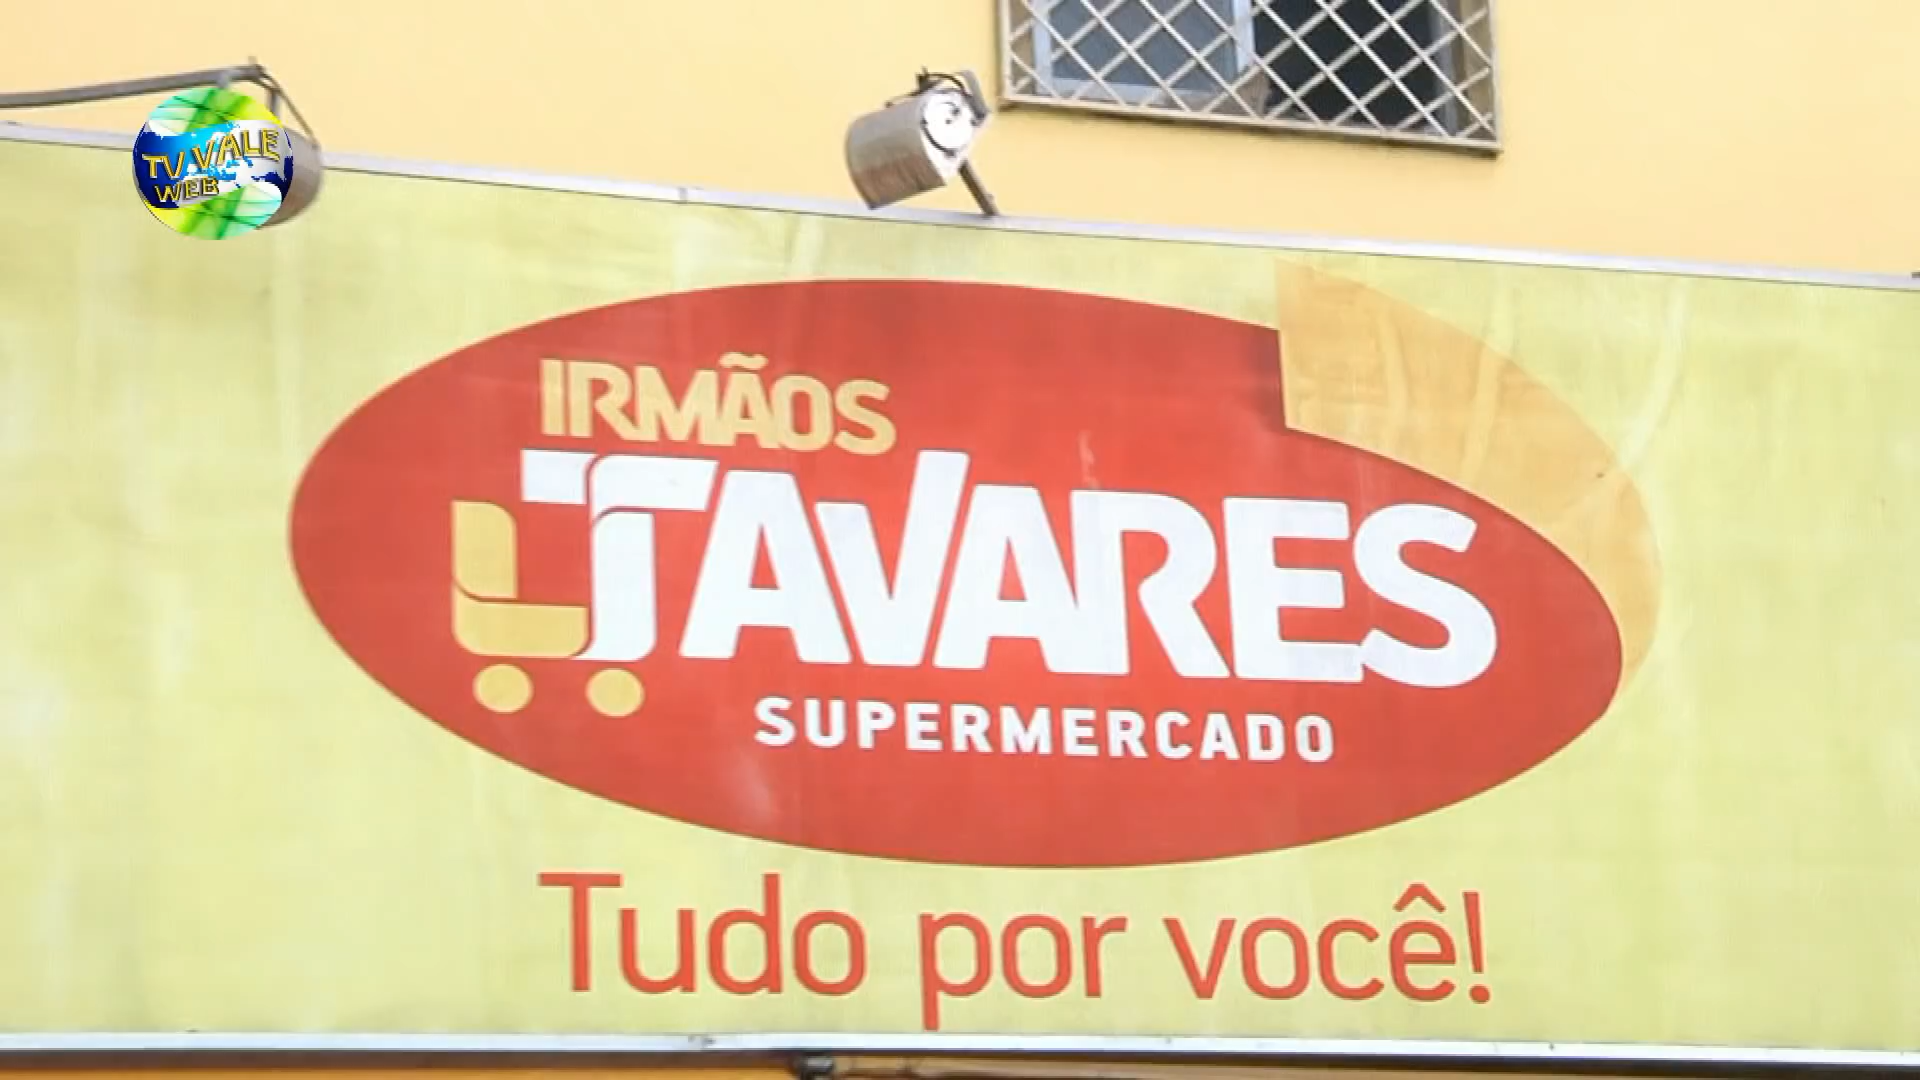 TV VALE
WEB
IRMÃOS
TAVARES
SUPERMERCADO
Tudo por você!